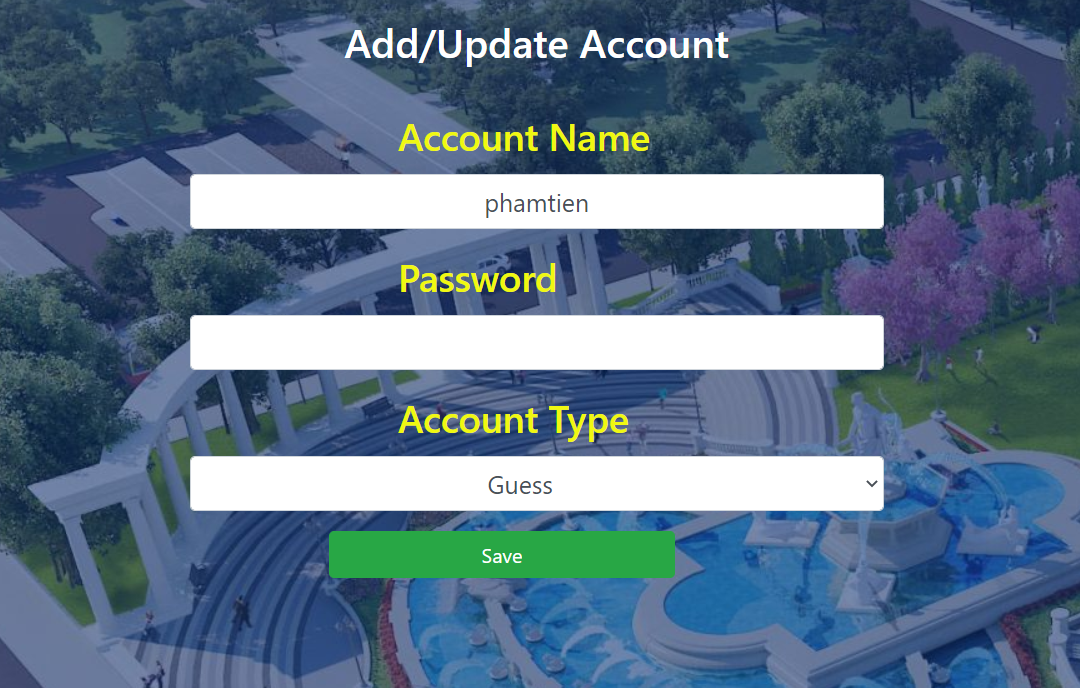 Add/Update Account
Account Name
phamtien
Password
Account Type
Guess
Save